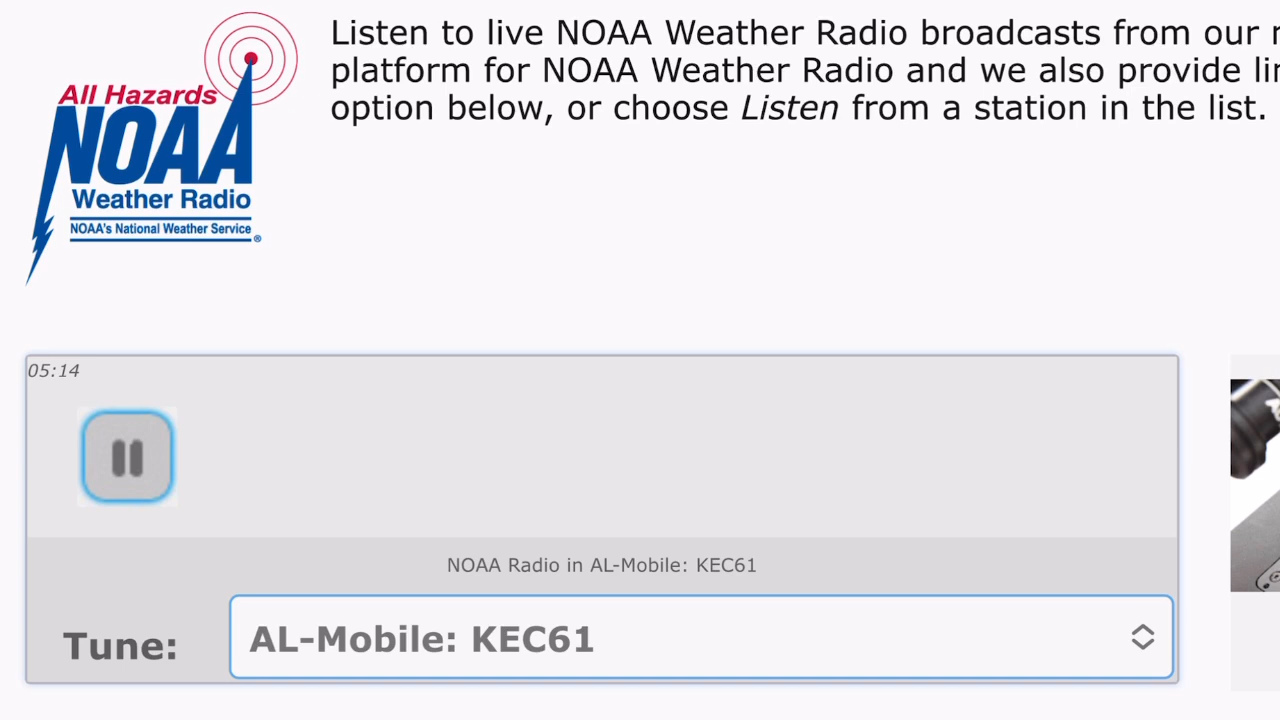 Listen to live NOAA Weather Radio broadcasts from our
platform for NOAA Weather Radio and we also provide
option below, or choose Listen from a station in the list.
All Hazards
NOAA
Weather Radio
NOAA's National Weather Service
®
05:14
NOAA Radio in AL-Mobile: KEC61
Tune:
AL-Mobile: KEC61